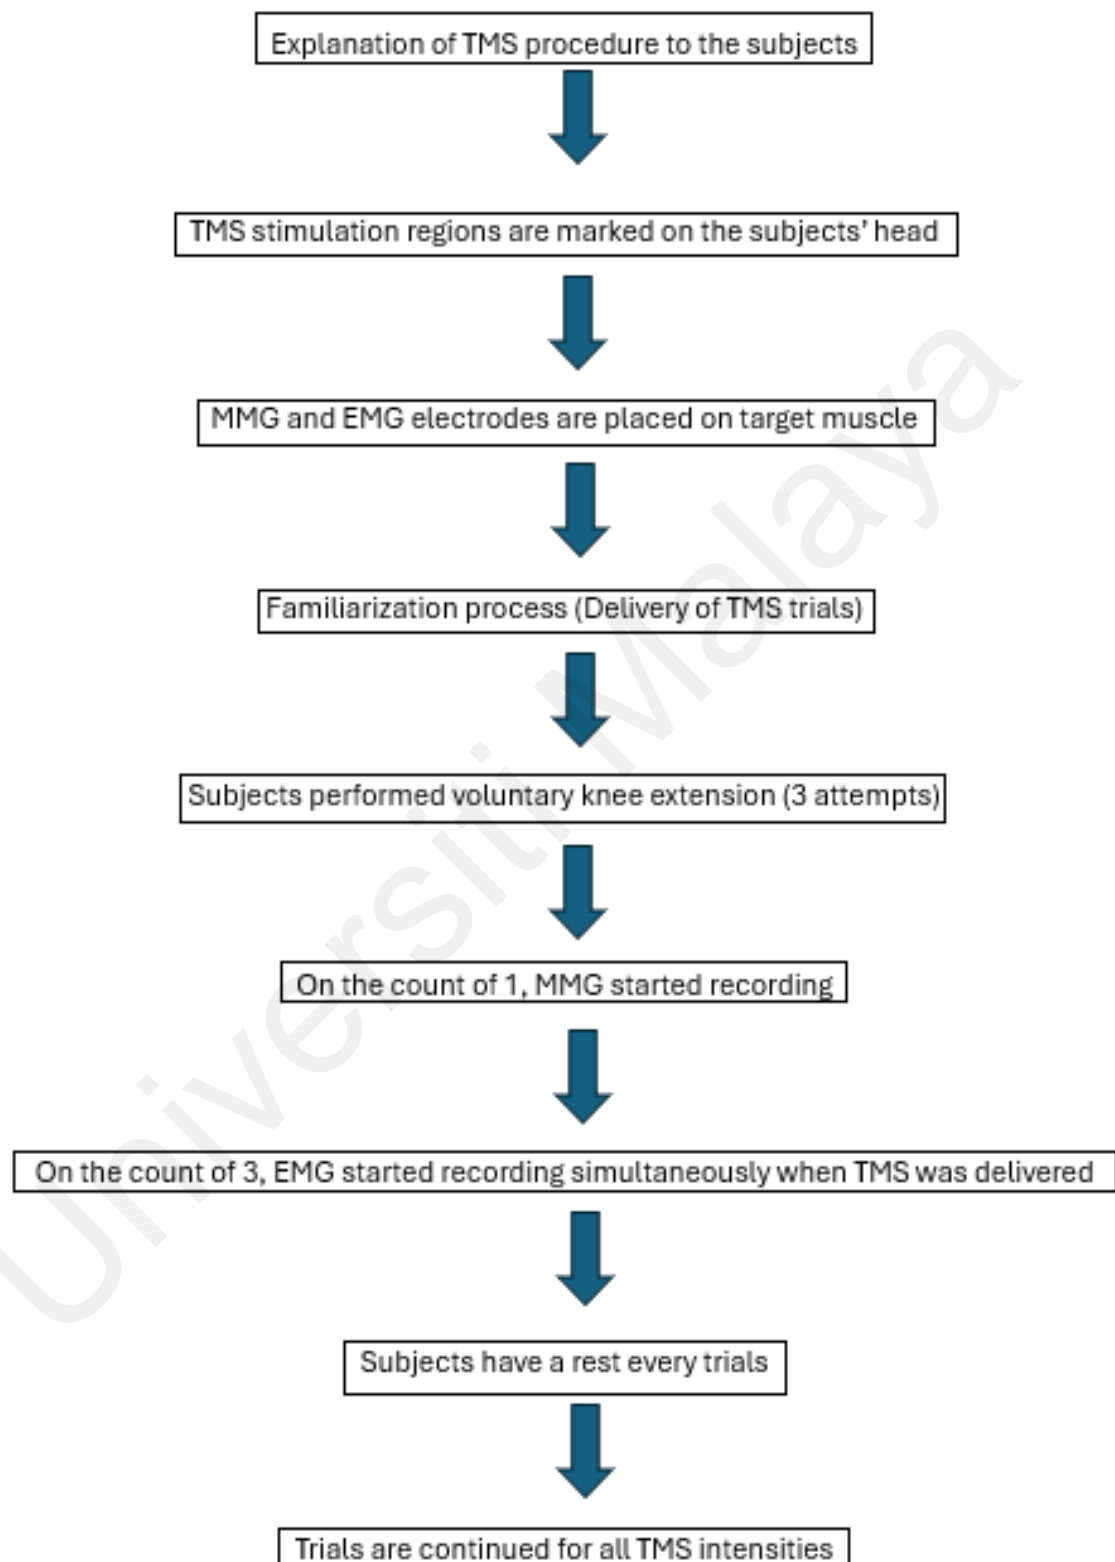 Explanation of TMS procedure to the subjects
TMS stimulation regions are marked on the subjects’ head
MMG and EMG electrodes are placed on target muscle
Familiarization process (Delivery of TMS trials)
Subjects performed voluntary knee extension (3 attempts)
On the count of 1, MMG started recording
On the count of 3, EMG started recording simultaneously when TMS was delivered
Subjects have a rest every trials
Trials are continued for all TMS intensities
Universiti Malaya